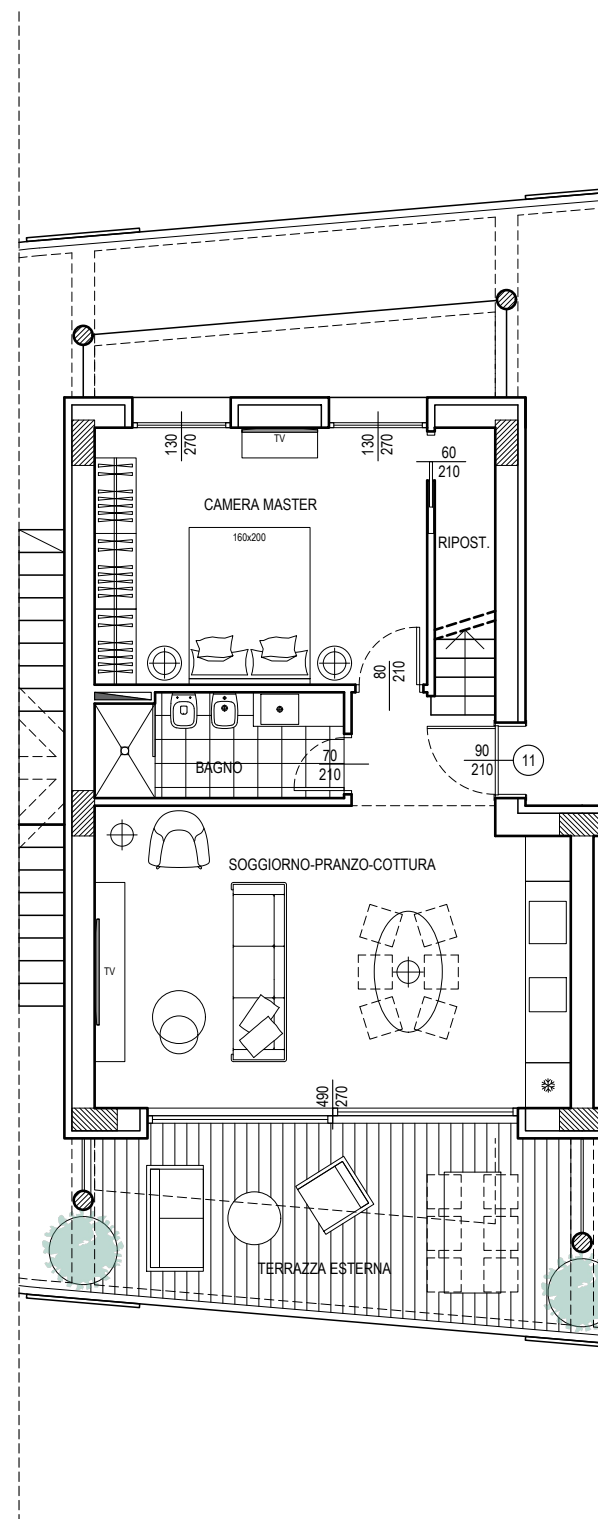 130
270
TV
130
270
60
210
CAMERA MASTER
160x200
RIPOST.
80
210
BAGNO
70
210
90
210
11
SOGGIORNO-PRANZO-COTTURA
TV
490
270
TERRAZZA ESTERNA